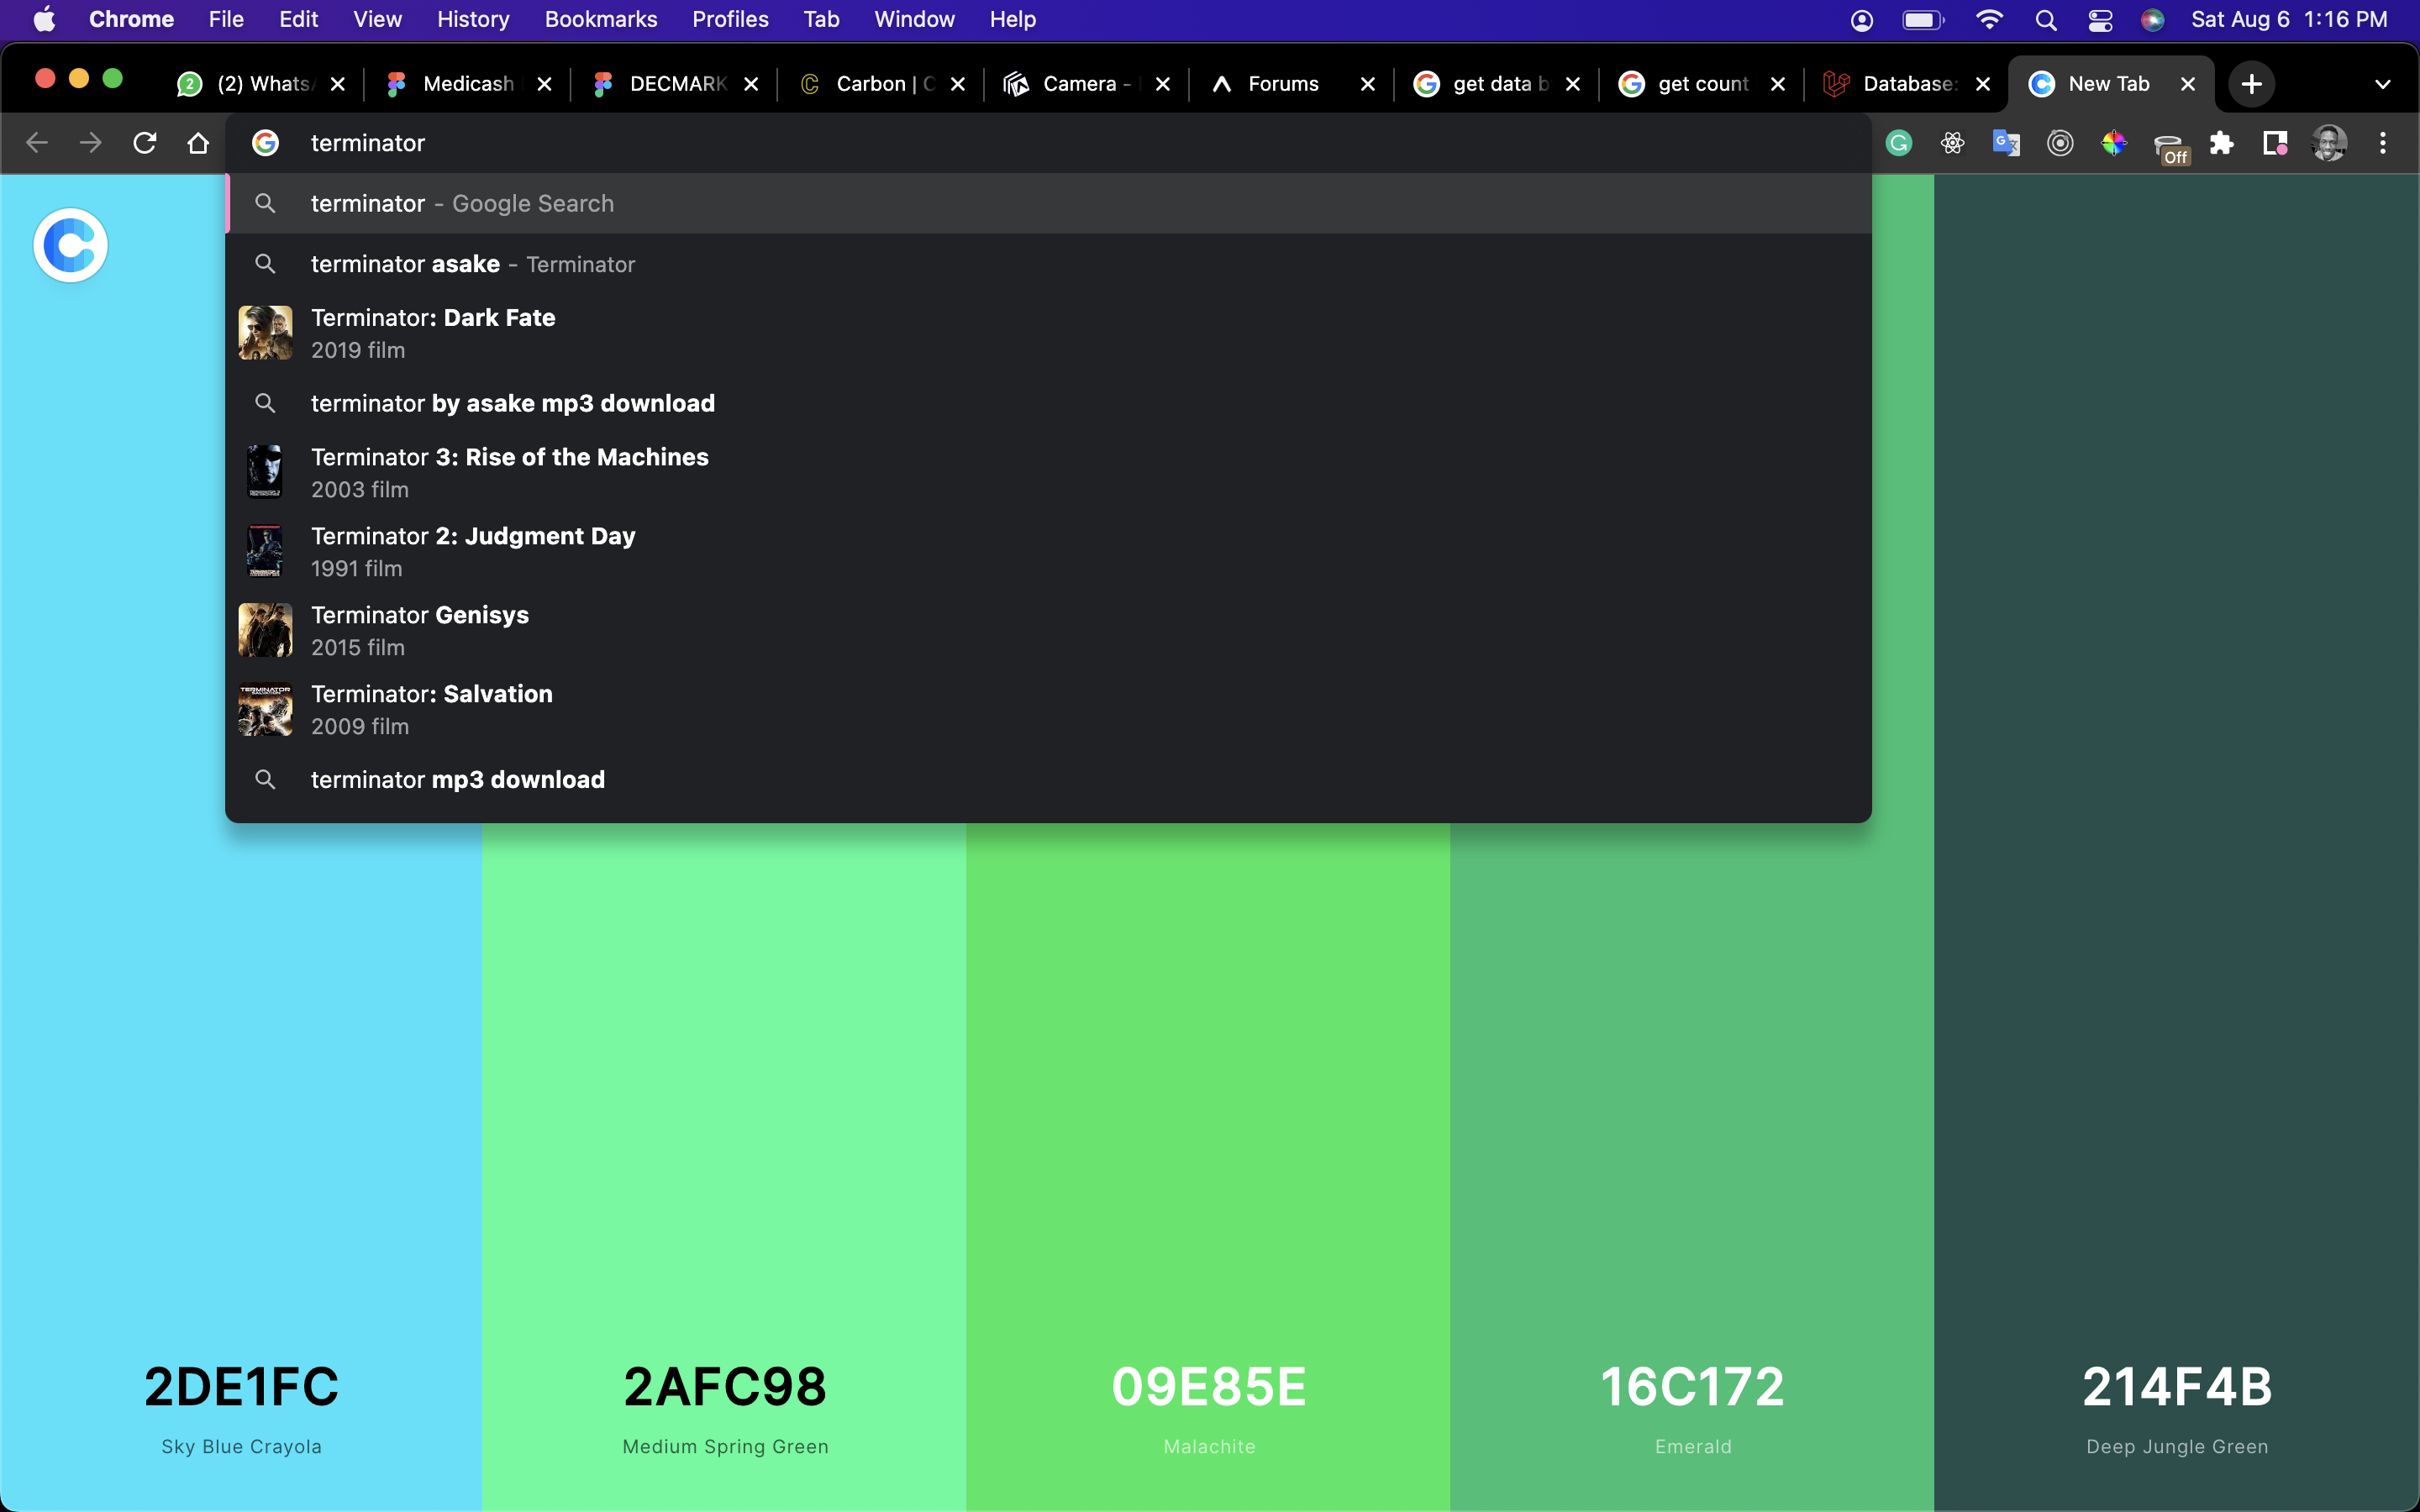 Chrome File Edit View History Bookmarks Profiles Tab Window Help Sat Aug 6 1:16 PM
2 (2) Whats Medicash DECMARK Carbon | C Camera - Forums get data b get count Database: New Tab
terminator
Off
terminator - Google Search
terminator asake - Terminator
Terminator: Dark Fate
2019 film
terminator by asake mp3 download
Terminator 3: Rise of the Machines
2003 film
Terminator 2: Judgment Day
1991 film
Terminator Genisys
2015 film
TERMINATOR
Terminator: Salvation
2009 film
terminator mp3 download
2DE1FC 2AFC98 09E85E 16C172 214F4B
Sky Blue Crayola Medium Spring Green Malachite Emerald Deep Jungle Green